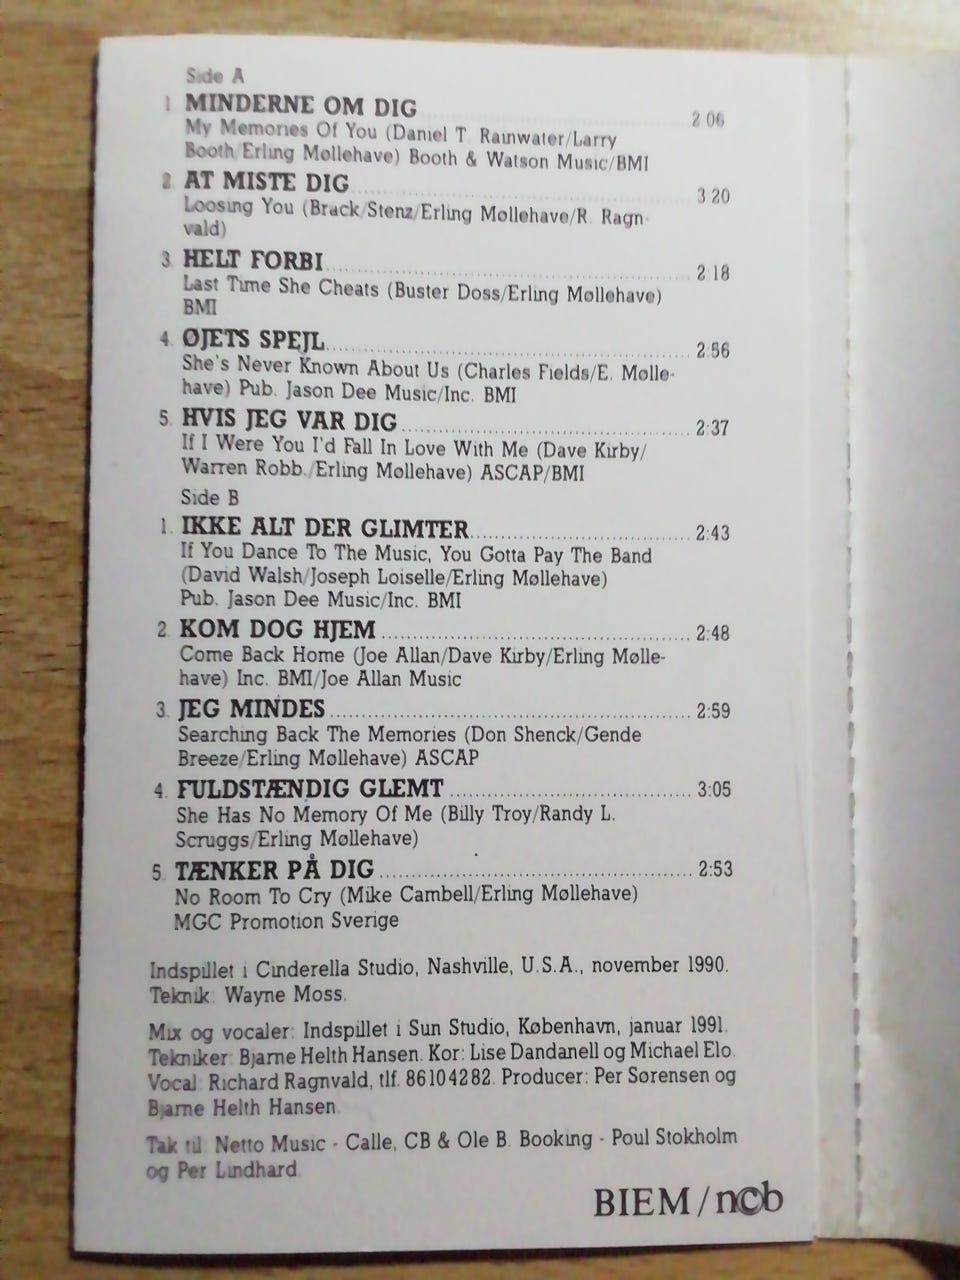 Side A
1. MINDERNE OM DIG 2:06
My Memories Of You (Daniel T. Rainwater/Larry
Booth/Erling Møllehave) Booth & Watson Music/BMI
2. AT MISTE DIG 3:20
Loosing You (Brack/Stenz/Erling Møllehave/R. Ragn-
vald)
3. HELT FORBI 2:18
Last Time She Cheats (Buster Doss/Erling Møllehave)
BMI
4. ØJETS SPEJL 2:56
She's Never Known About Us (Charles Fields/E. Mølle-
have) Pub. Jason Dee Music/Inc. BMI
5. HVIS JEG VAR DIG 2:37
If I Were You I'd Fall In Love With Me (Dave Kirby/
Warren Robb./Erling Møllehave) ASCAP/BMI
Side B
1. IKKE ALT DER GLIMTER 2:43
If You Dance To The Music, You Gotta Pay The Band
(David Walsh/Joseph Loiselle/Erling Møllehave)
Pub. Jason Dee Music/Inc. BMI
2. KOM DOG HJEM 2:48
Come Back Home (Joe Allan/Dave Kirby/Erling Mølle-
have) Inc. BMI/Joe Allan Music
3. JEG MINDES 2:59
Searching Back The Memories (Don Shenck/Gende
Breeze/Erling Møllehave) ASCAP
4. FULDSTÆNDIG GLEMT 3:05
She Has No Memory Of Me (Billy Troy/Randy L.
Scruggs/Erling Møllehave)
5. TÆNKER PÅ DIG 2:53
No Room To Cry (Mike Cambell/Erling Møllehave)
MGC Promotion Sverige
Indspillet i Cinderella Studio, Nashville, U.S.A., november 1990.
Teknik: Wayne Moss.
Mix og vocaler: Indspillet i Sun Studio, København, januar 1991.
Tekniker: Bjarne Helth Hansen. Kor: Lise Dandanell og Michael Elo.
Vocal: Richard Ragnvald, tlf. 86104282. Producer: Per Sørensen og
Bjarne Helth Hansen.
Tak til: Netto Music - Calle, CB & Ole B. Booking - Poul Stokholm
og Per Lindhard.
BIEM/ncb